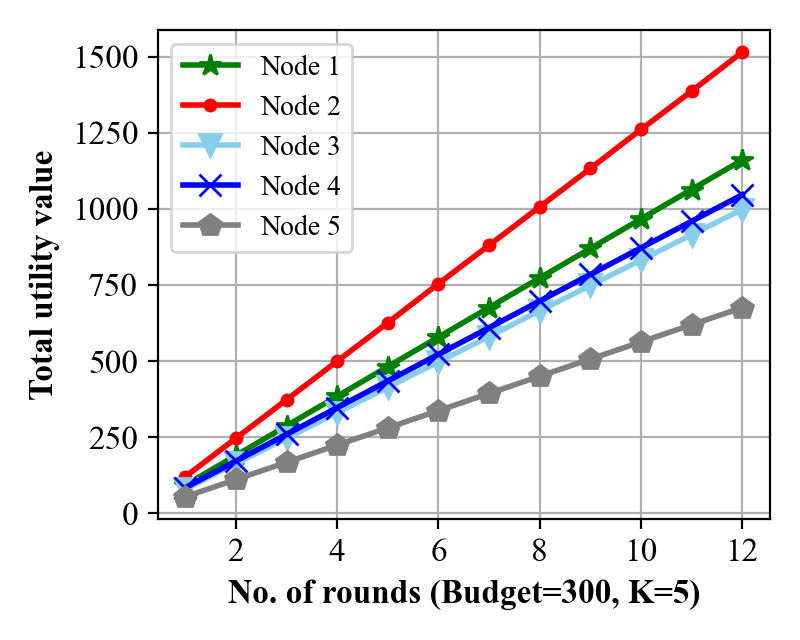 Total utility value
1500
1250
1000
750
500
250
0
Node 1
Node 2
Node 3
Node 4
Node 5
2 4 6 8 10 12
No. of rounds (Budget=300, K=5)